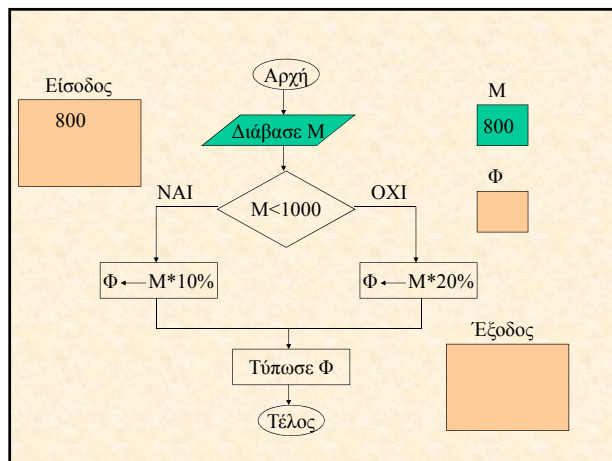 Αρχή
Είσοδος
800
Μ
800
Διάβασε Μ
Φ
ΝΑΙ
Μ<1000
ΟΧΙ
Φ ← Μ*10%
Φ ← Μ*20%
Έξοδος
Τύπωσε Φ
Τέλος